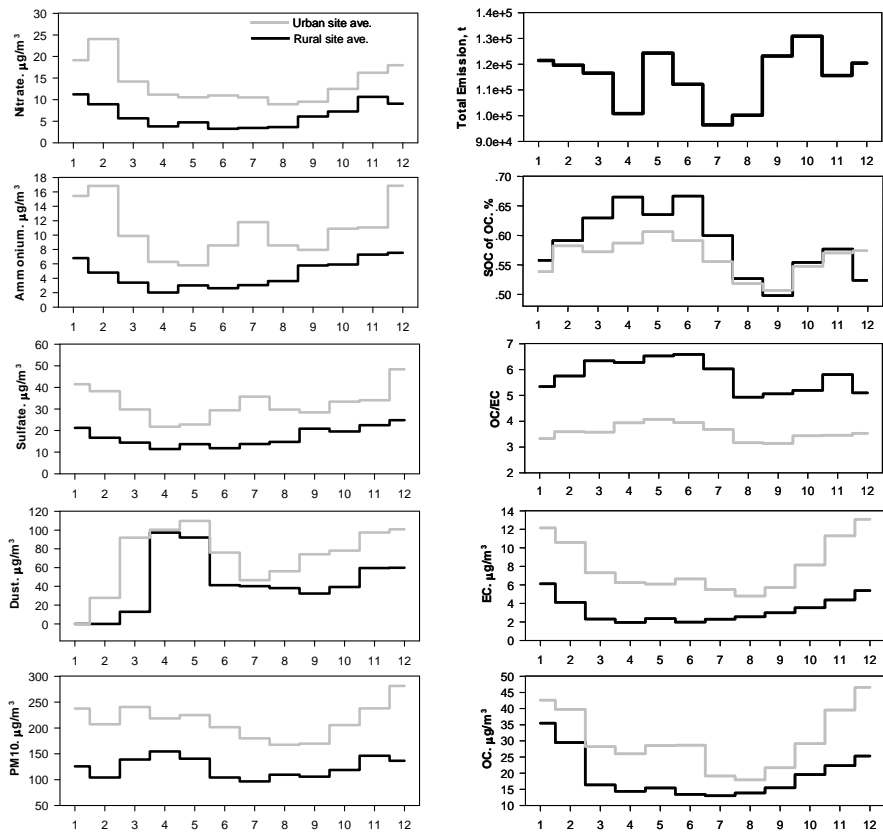 Nitrate. µg/m³
30
25
20
15
10
5
0
1 2 3 4 5 6 7 8 9 10 11 12
Urban site ave.
Rural site ave.
Ammonium. µg/m³
18
16
14
12
10
8
6
4
2
0
1 2 3 4 5 6 7 8 9 10 11 12
Sulfate. µg/m³
60
50
40
30
20
10
0
1 2 3 4 5 6 7 8 9 10 11 12
Dust. µg/m³
120
100
80
60
40
20
0
1 2 3 4 5 6 7 8 9 10 11 12
PM10. µg/m³
300
250
200
150
100
50
1 2 3 4 5 6 7 8 9 10 11 12
Total Emission, t
1.4e+5
1.3e+5
1.2e+5
1.1e+5
1.0e+5
9.0e+4
1 2 3 4 5 6 7 8 9 10 11 12
SOC of OC. %
.70
.65
.60
.55
.50
1 2 3 4 5 6 7 8 9 10 11 12
OC/EC
7
6
5
4
3
2
1 2 3 4 5 6 7 8 9 10 11 12
EC. µg/m³
14
12
10
8
6
4
2
0
1 2 3 4 5 6 7 8 9 10 11 12
OC. µg/m³
50
45
40
35
30
25
20
15
10
1 2 3 4 5 6 7 8 9 10 11 12